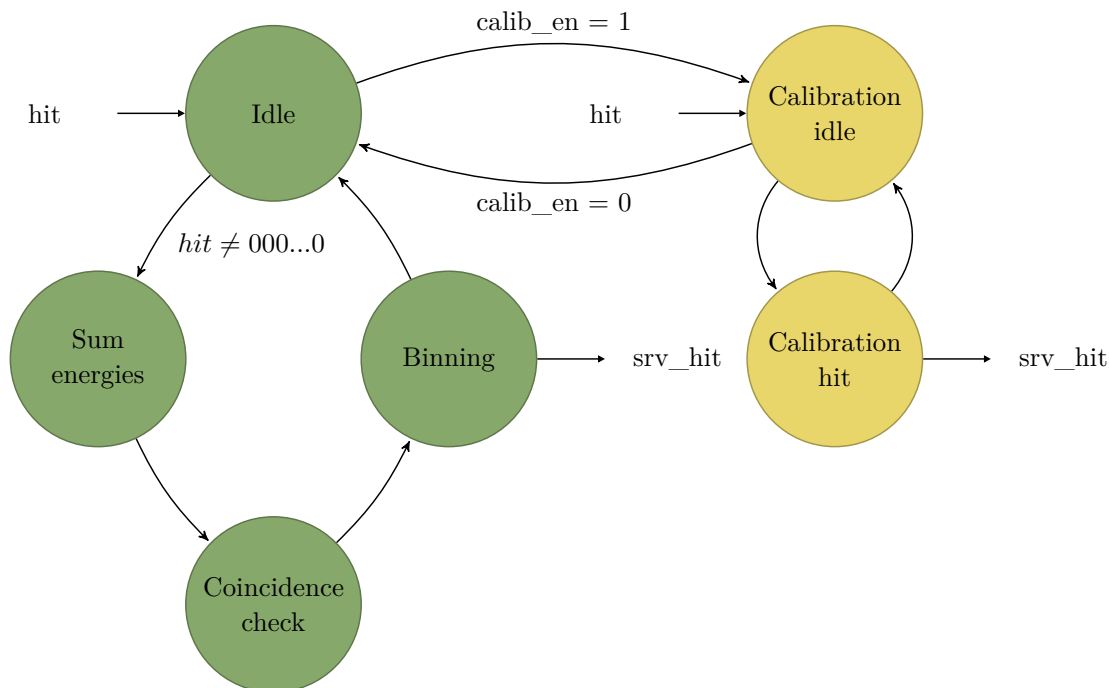 calib_en = 1
hit
Idle
hit
Calibration
idle
calib_en = 0
hit ≠ 000...0
Sum
energies
Binning
srv_hit
Calibration
hit
srv_hit
Coincidence
check